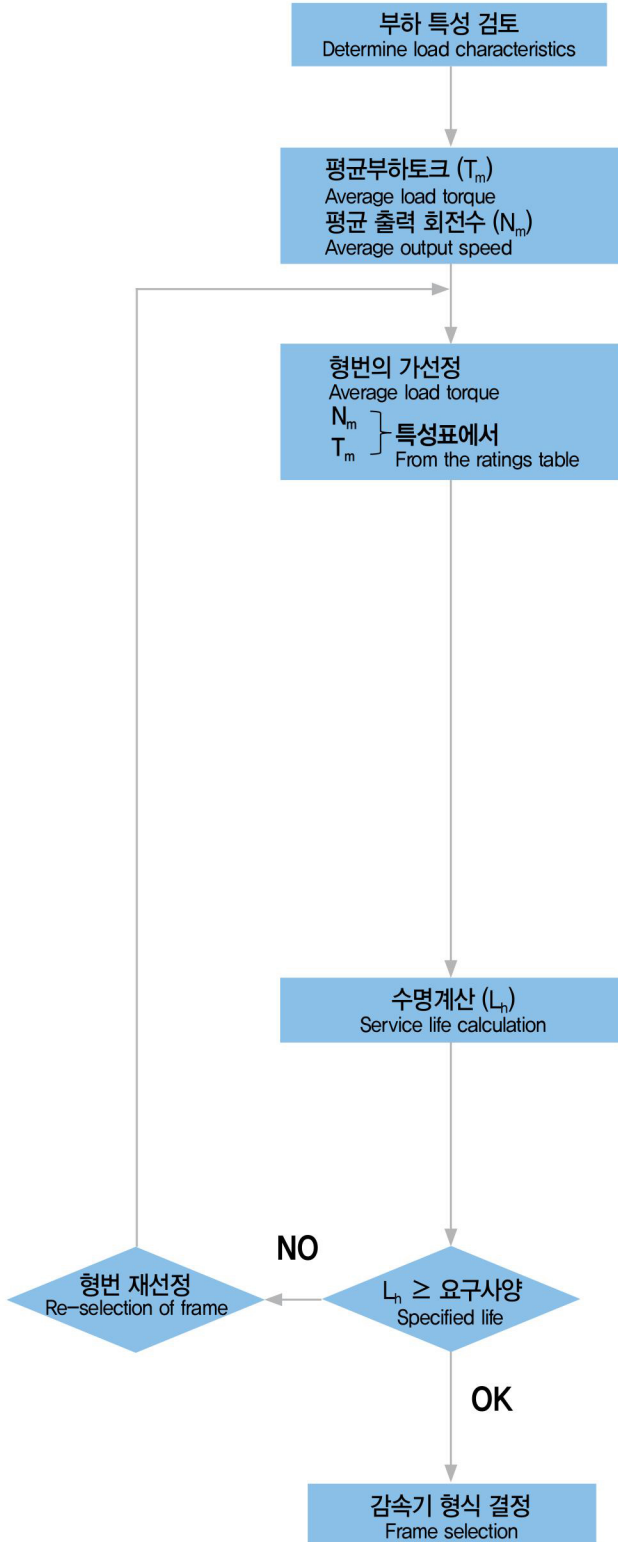 부하 특성 검토
Determine load characteristics
평균부하토크 (Tm)
Average load torque
평균 출력 회전수 (Nm)
Average output speed
형번의 가선정
Average load torque
Nm
Tm
특성표에서
From the ratings table
수명계산 (Lh)
Service life calculation
NO
형번 재선정
Re-selection of frame
Lh ≥ 요구사양
Specified life
OK
감속기 형식 결정
Frame selection